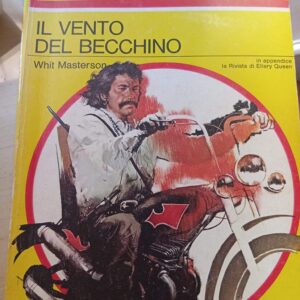 IL VENTO
DEL BECCHINO
Whit Masterson
in appendice
la Rivista di Ellery Queen